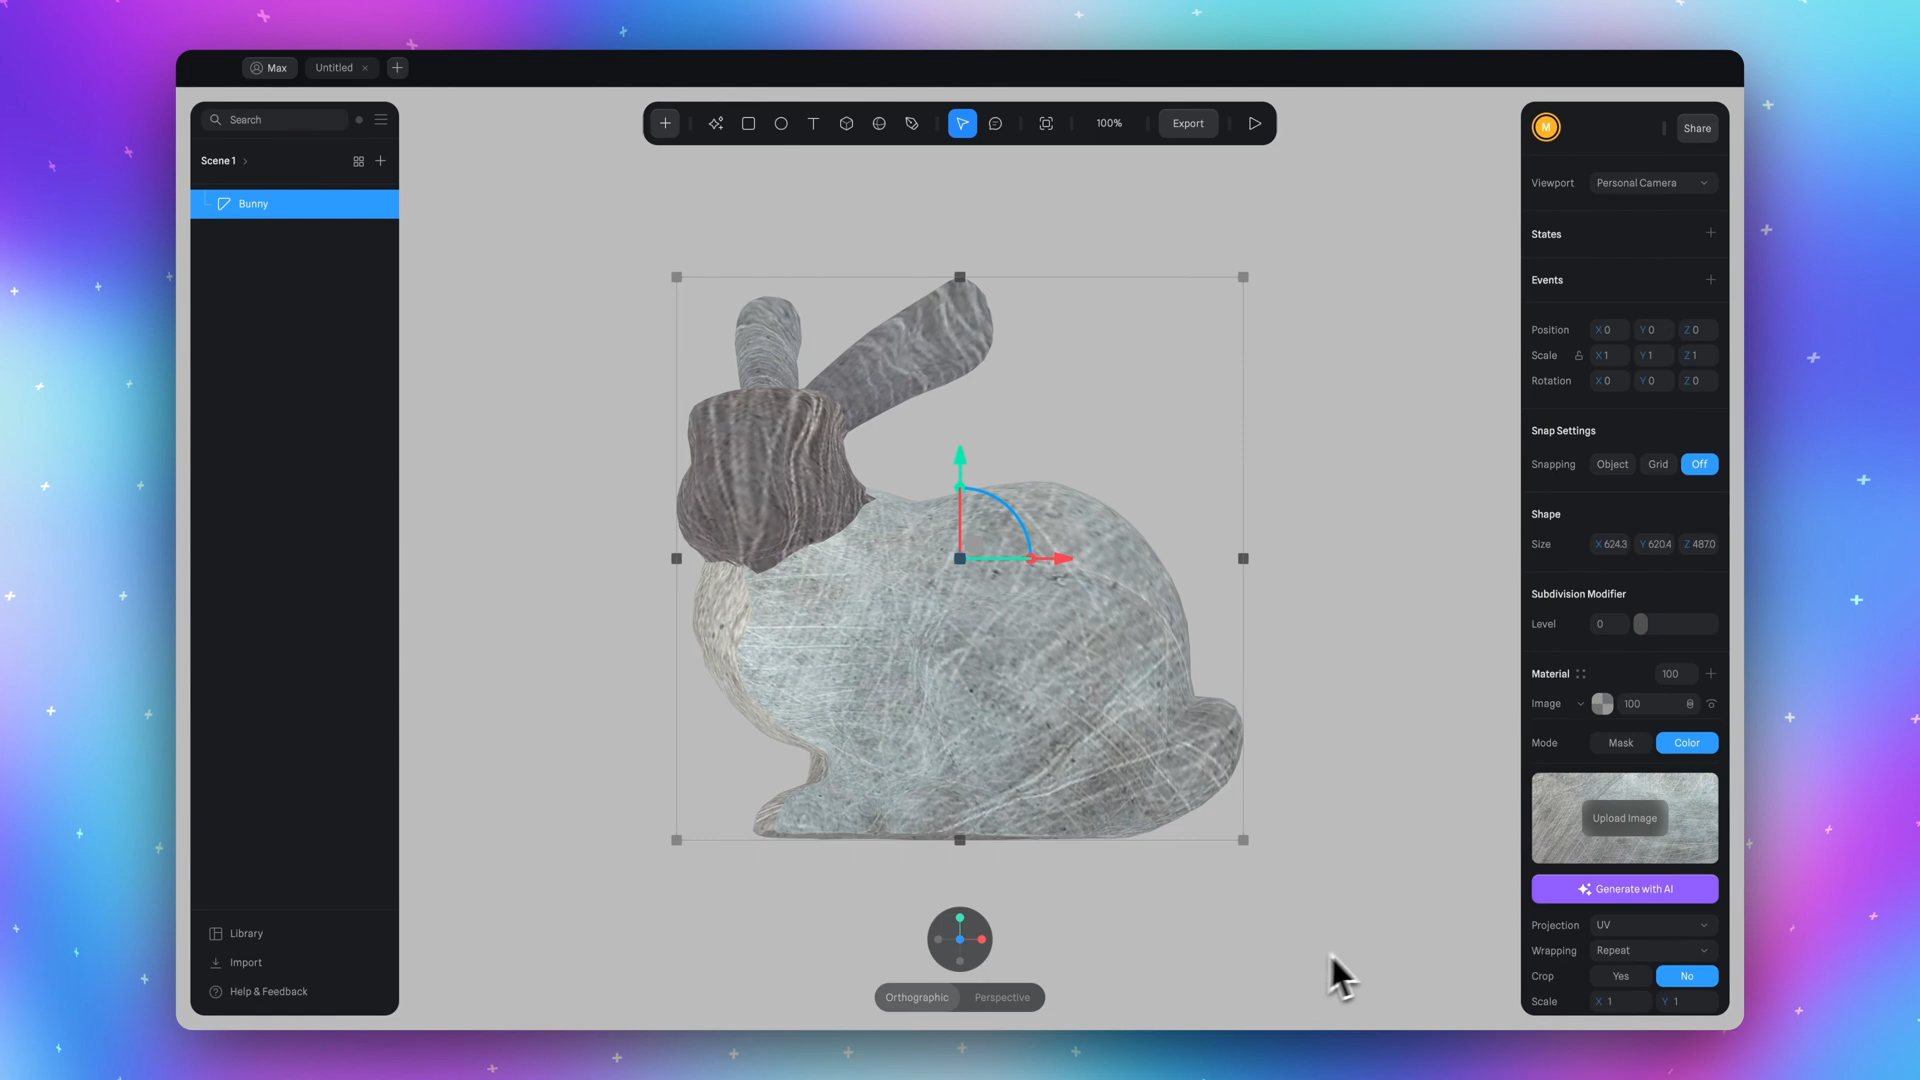 Max
Untitled
Search
Scene 1
Bunny
Library
Import
Help & Feedback
100%
Export
Orthographic
Perspective
M
Share
Viewport
Personal Camera
States
Events
Position X 0 Y 0 Z 0
Scale X 1 Y 1 Z 1
Rotation X 0 Y 0 Z 0
Snap Settings
Snapping Object Grid Off
Shape
Size X 624.3 Y 620.4 Z 487.0
Subdivision Modifier
Level 0
Material 100
Image 100
Mode Mask Color
Upload Image
Generate with AI
Projection UV
Wrapping Repeat
Crop Yes No
Scale X 1 Y 1